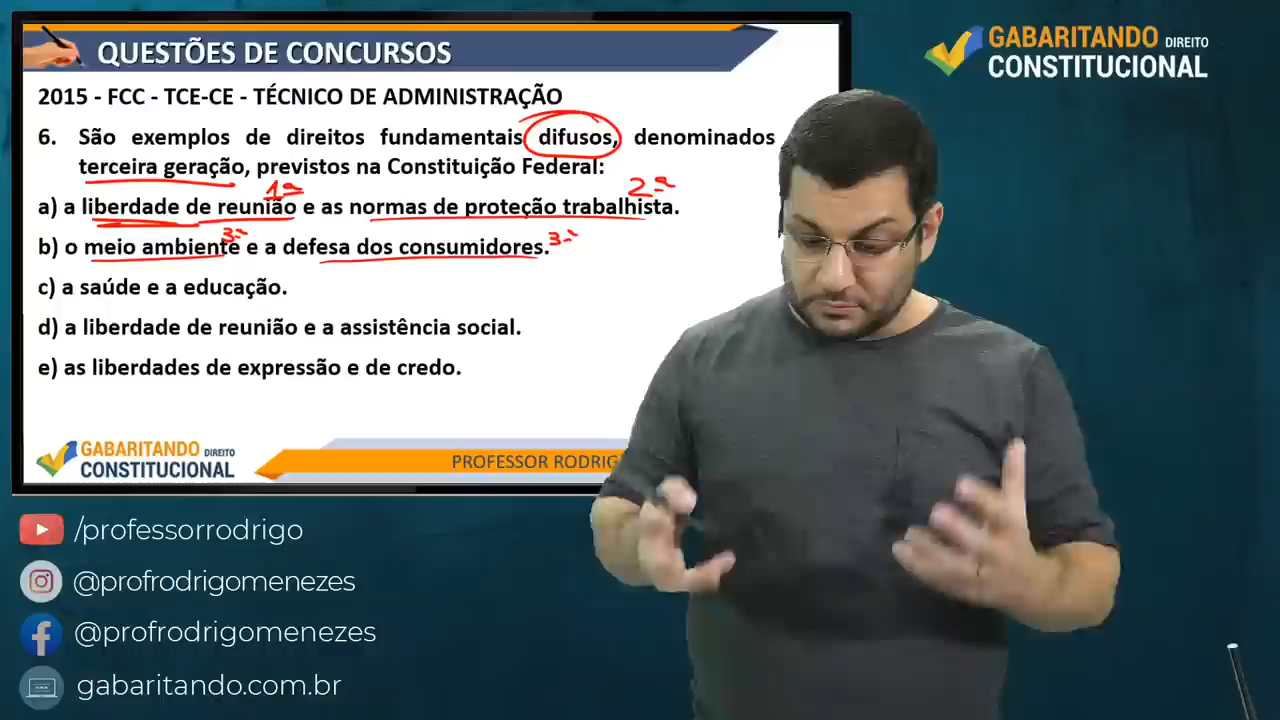 QUESTÕES DE CONCURSOS
GABARITANDO DIREITO
CONSTITUCIONAL
2015 - FCC - TCE-CE - TÉCNICO DE ADMINISTRAÇÃO
6. São exemplos de direitos fundamentais difusos, denominados
terceira geração, previstos na Constituição Federal:
1ª 2ª
a) a liberdade de reunião e as normas de proteção trabalhista.
3ª 3ª
b) o meio ambiente e a defesa dos consumidores.
c) a saúde e a educação.
d) a liberdade de reunião e a assistência social.
e) as liberdades de expressão e de credo.
GABARITANDO DIREITO
CONSTITUCIONAL
PROFESSOR
/professorrodrigo
@profrodrigomenezes
@profrodrigomenezes
gabaritando.com.br